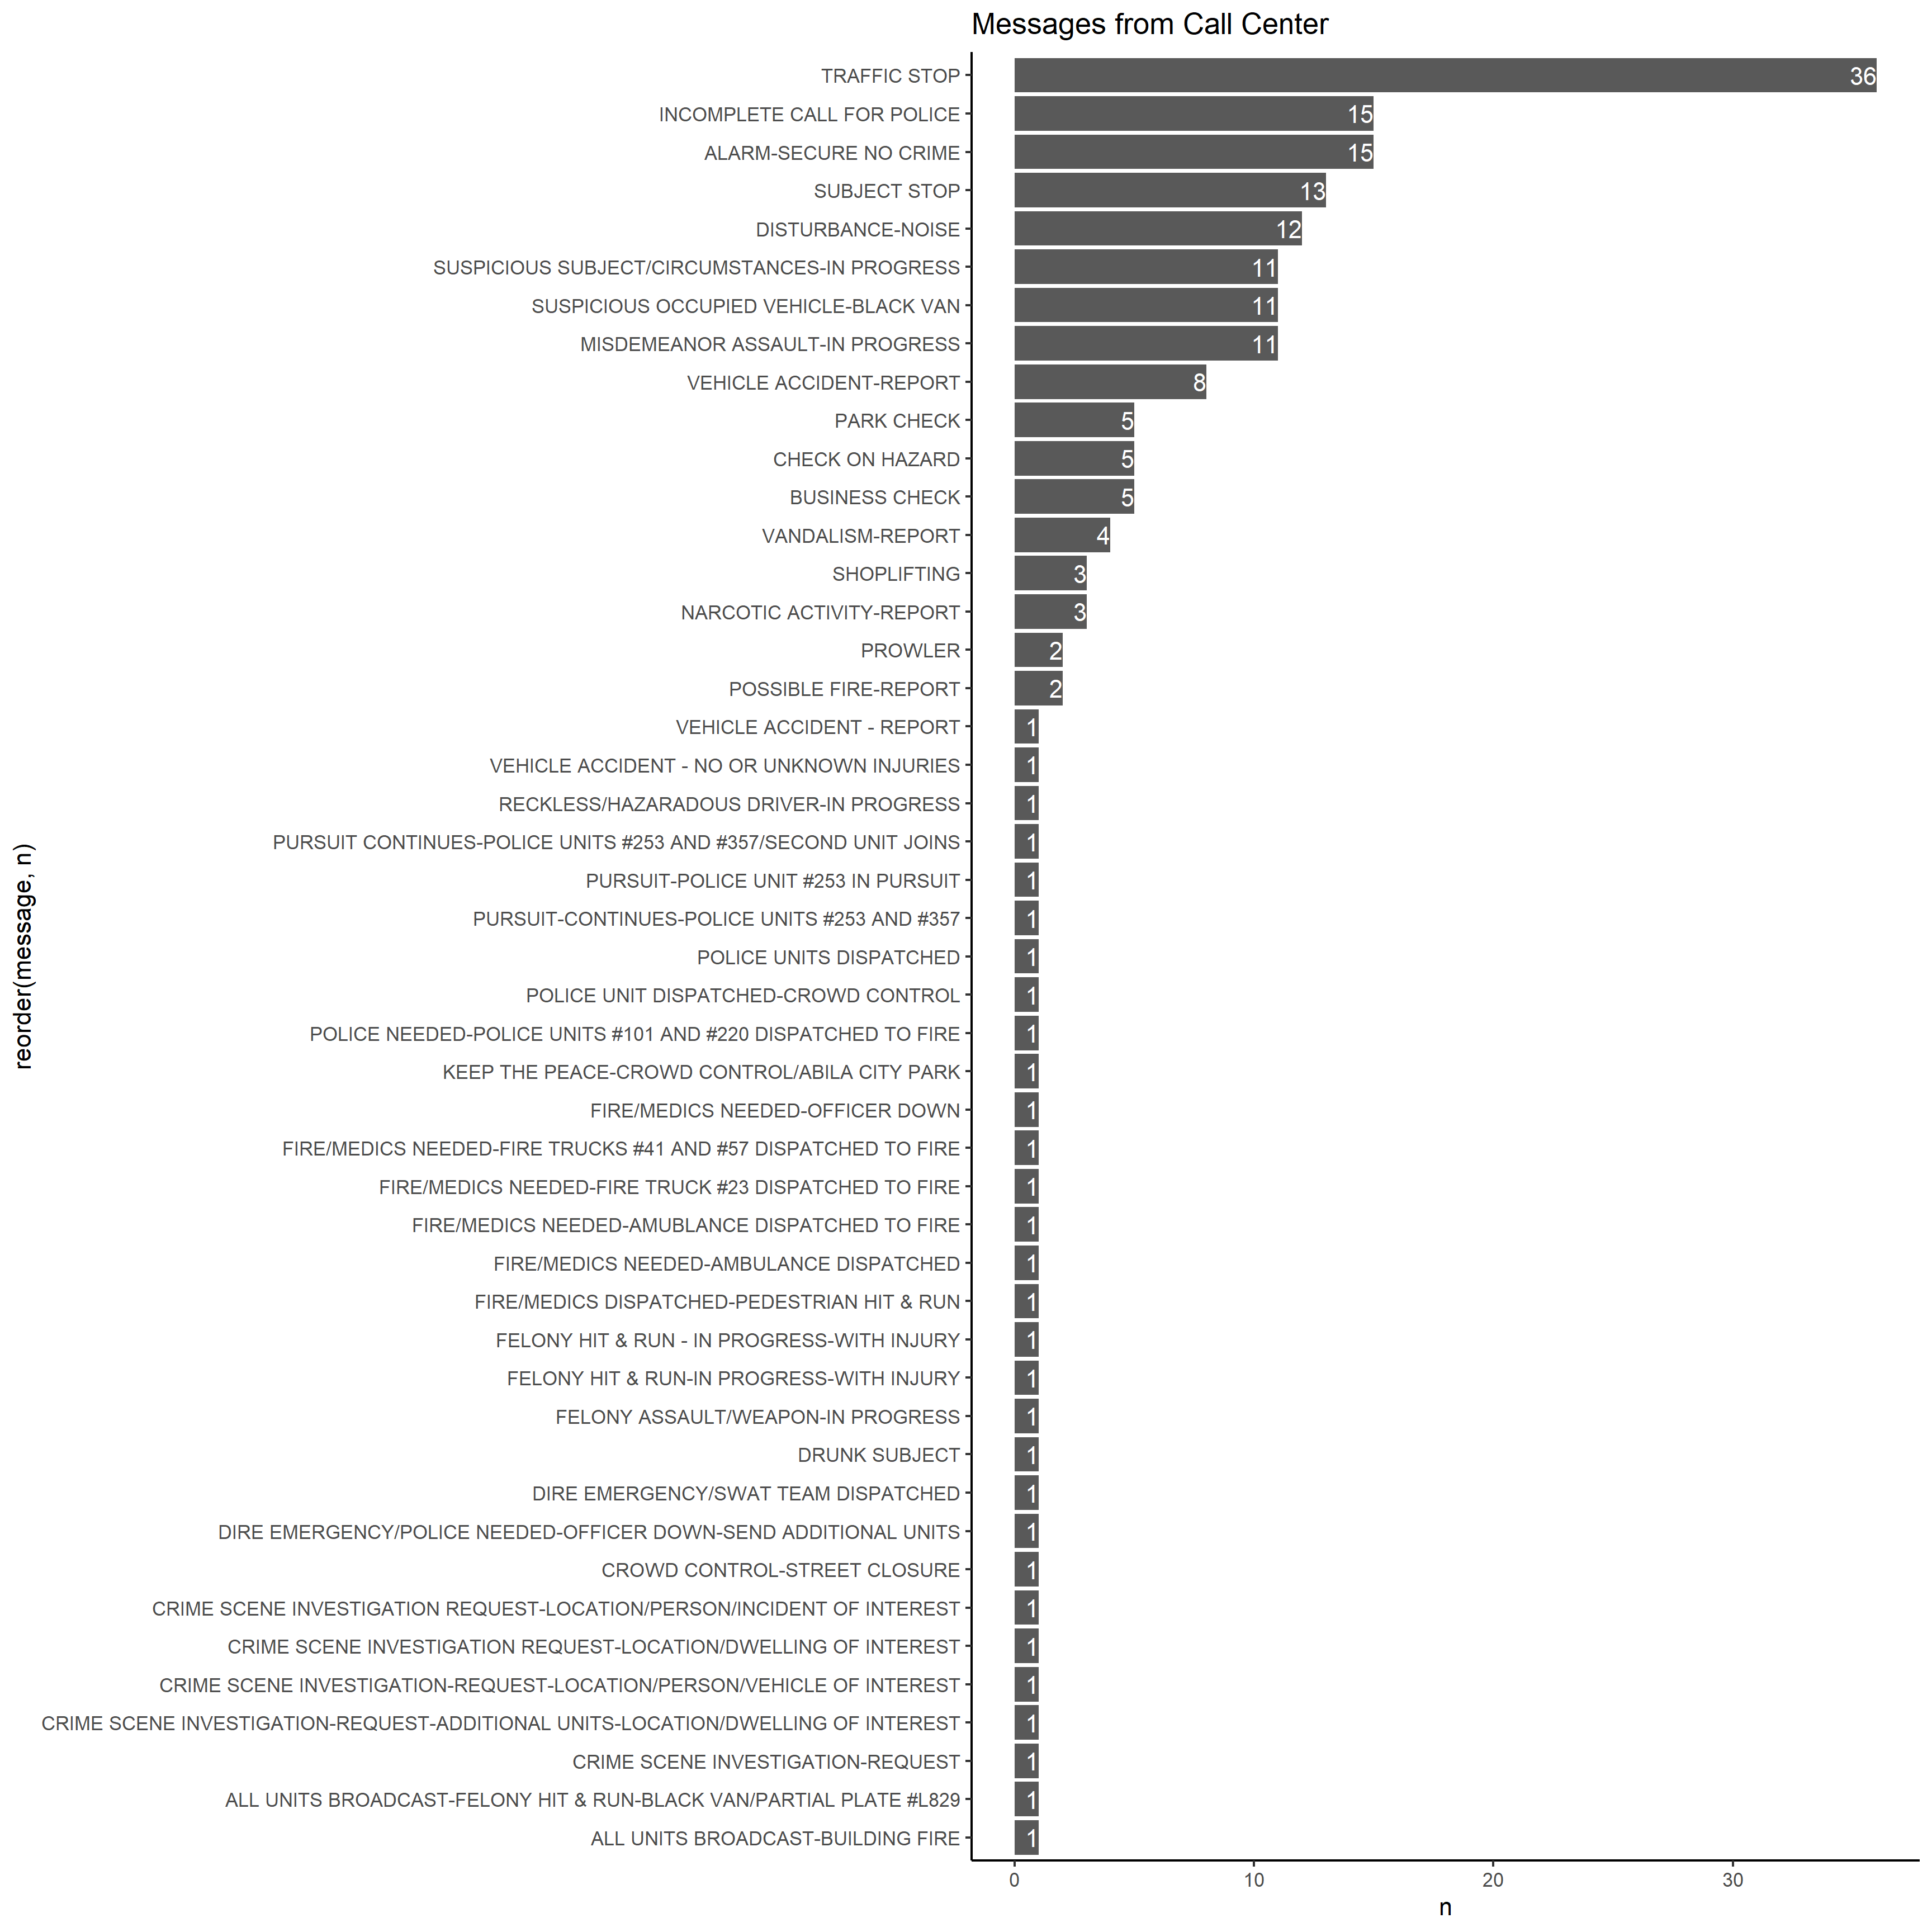 Messages from Call Center
TRAFFIC STOP 36
INCOMPLETE CALL FOR POLICE 15
ALARM-SECURE NO CRIME 15
SUBJECT STOP 13
DISTURBANCE-NOISE 12
SUSPICIOUS SUBJECT/CIRCUMSTANCES-IN PROGRESS 11
SUSPICIOUS OCCUPIED VEHICLE-BLACK VAN 11
MISDEMEANOR ASSAULT-IN PROGRESS 11
VEHICLE ACCIDENT-REPORT 8
PARK CHECK 5
CHECK ON HAZARD 5
BUSINESS CHECK 5
VANDALISM-REPORT 4
SHOPLIFTING 3
NARCOTIC ACTIVITY-REPORT 3
PROWLER 2
POSSIBLE FIRE-REPORT 2
VEHICLE ACCIDENT - REPORT 1
VEHICLE ACCIDENT - NO OR UNKNOWN INJURIES 1
RECKLESS/HAZARADOUS DRIVER-IN PROGRESS 1
PURSUIT CONTINUES-POLICE UNITS #253 AND #357/SECOND UNIT JOINS 1
PURSUIT-POLICE UNIT #253 IN PURSUIT 1
PURSUIT-CONTINUES-POLICE UNITS #253 AND #357 1
POLICE UNITS DISPATCHED 1
POLICE UNIT DISPATCHED-CROWD CONTROL 1
POLICE NEEDED-POLICE UNITS #101 AND #220 DISPATCHED TO FIRE 1
KEEP THE PEACE-CROWD CONTROL/ABILA CITY PARK 1
FIRE/MEDICS NEEDED-OFFICER DOWN 1
FIRE/MEDICS NEEDED-FIRE TRUCKS #41 AND #57 DISPATCHED TO FIRE 1
FIRE/MEDICS NEEDED-FIRE TRUCK #23 DISPATCHED TO FIRE 1
FIRE/MEDICS NEEDED-AMUBLANCE DISPATCHED TO FIRE 1
FIRE/MEDICS NEEDED-AMBULANCE DISPATCHED 1
FIRE/MEDICS DISPATCHED-PEDESTRIAN HIT & RUN 1
FELONY HIT & RUN - IN PROGRESS-WITH INJURY 1
FELONY HIT & RUN-IN PROGRESS-WITH INJURY 1
FELONY ASSAULT/WEAPON-IN PROGRESS 1
DRUNK SUBJECT 1
DIRE EMERGENCY/SWAT TEAM DISPATCHED 1
DIRE EMERGENCY/POLICE NEEDED-OFFICER DOWN-SEND ADDITIONAL UNITS 1
CROWD CONTROL-STREET CLOSURE 1
CRIME SCENE INVESTIGATION REQUEST-LOCATION/PERSON/INCIDENT OF INTEREST 1
CRIME SCENE INVESTIGATION REQUEST-LOCATION/DWELLING OF INTEREST 1
CRIME SCENE INVESTIGATION-REQUEST-LOCATION/PERSON/VEHICLE OF INTEREST 1
CRIME SCENE INVESTIGATION-REQUEST-ADDITIONAL UNITS-LOCATION/DWELLING OF INTEREST 1
CRIME SCENE INVESTIGATION-REQUEST 1
ALL UNITS BROADCAST-FELONY HIT & RUN-BLACK VAN/PARTIAL PLATE #L829 1
ALL UNITS BROADCAST-BUILDING FIRE 1
reorder(message, n)
0 10 20 30
n